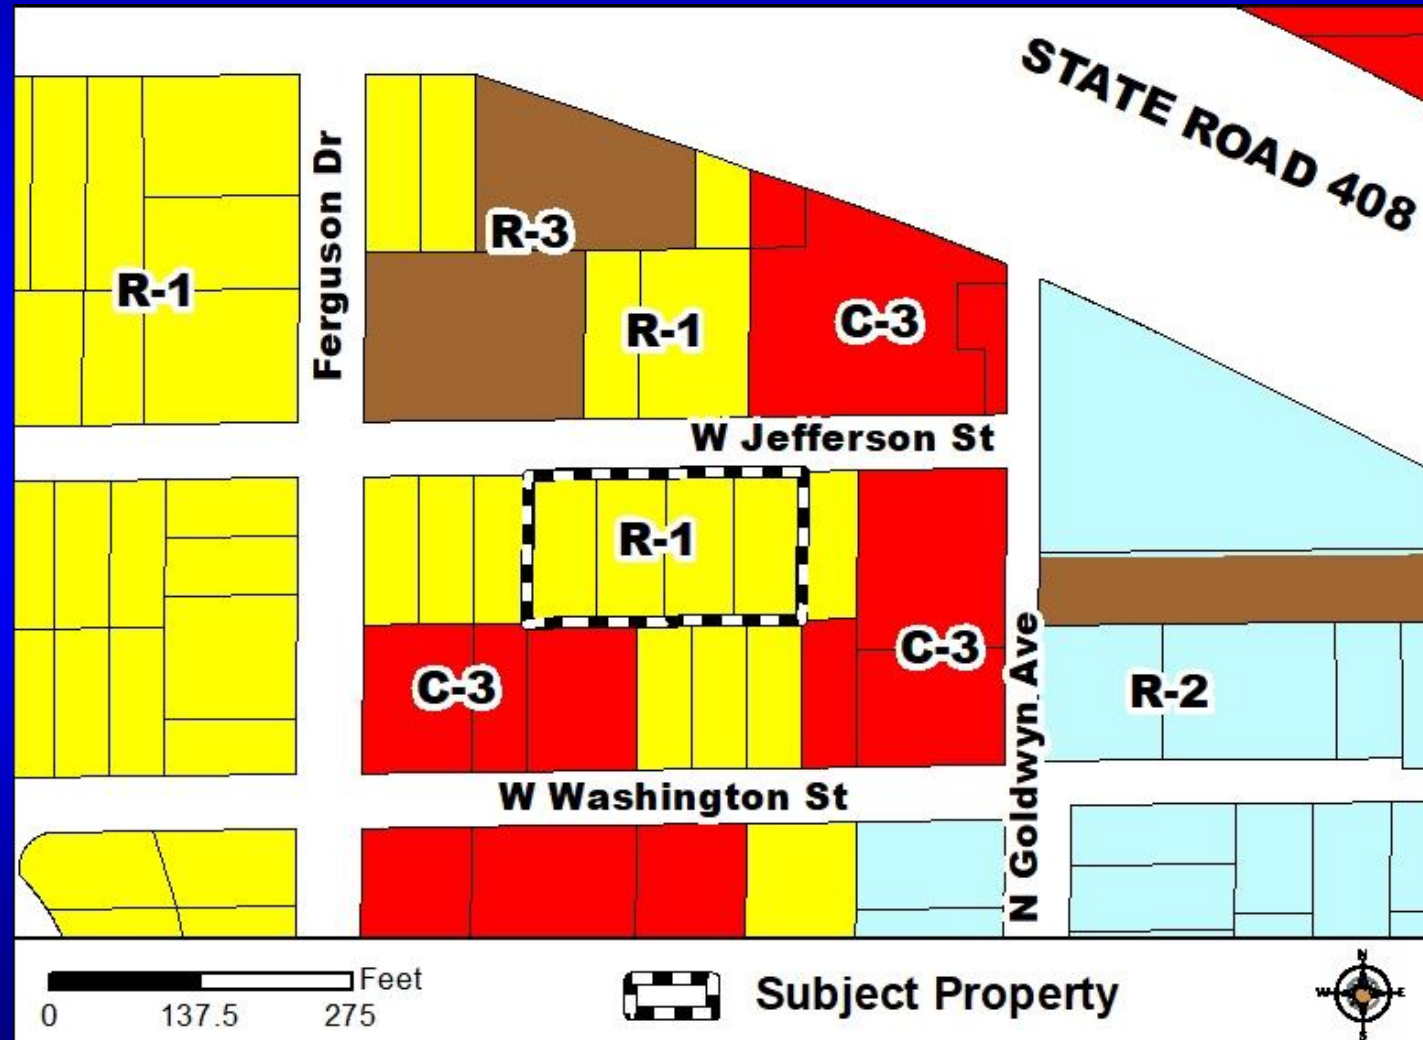 STATE ROAD 408
Ferguson Dr
R-3
R-1
R-1
C-3
W Jefferson St
R-1
C-3
C-3
R-2
N Goldwyn Ave
W Washington St
Feet
0 137.5 275
Subject Property
N
W E
S